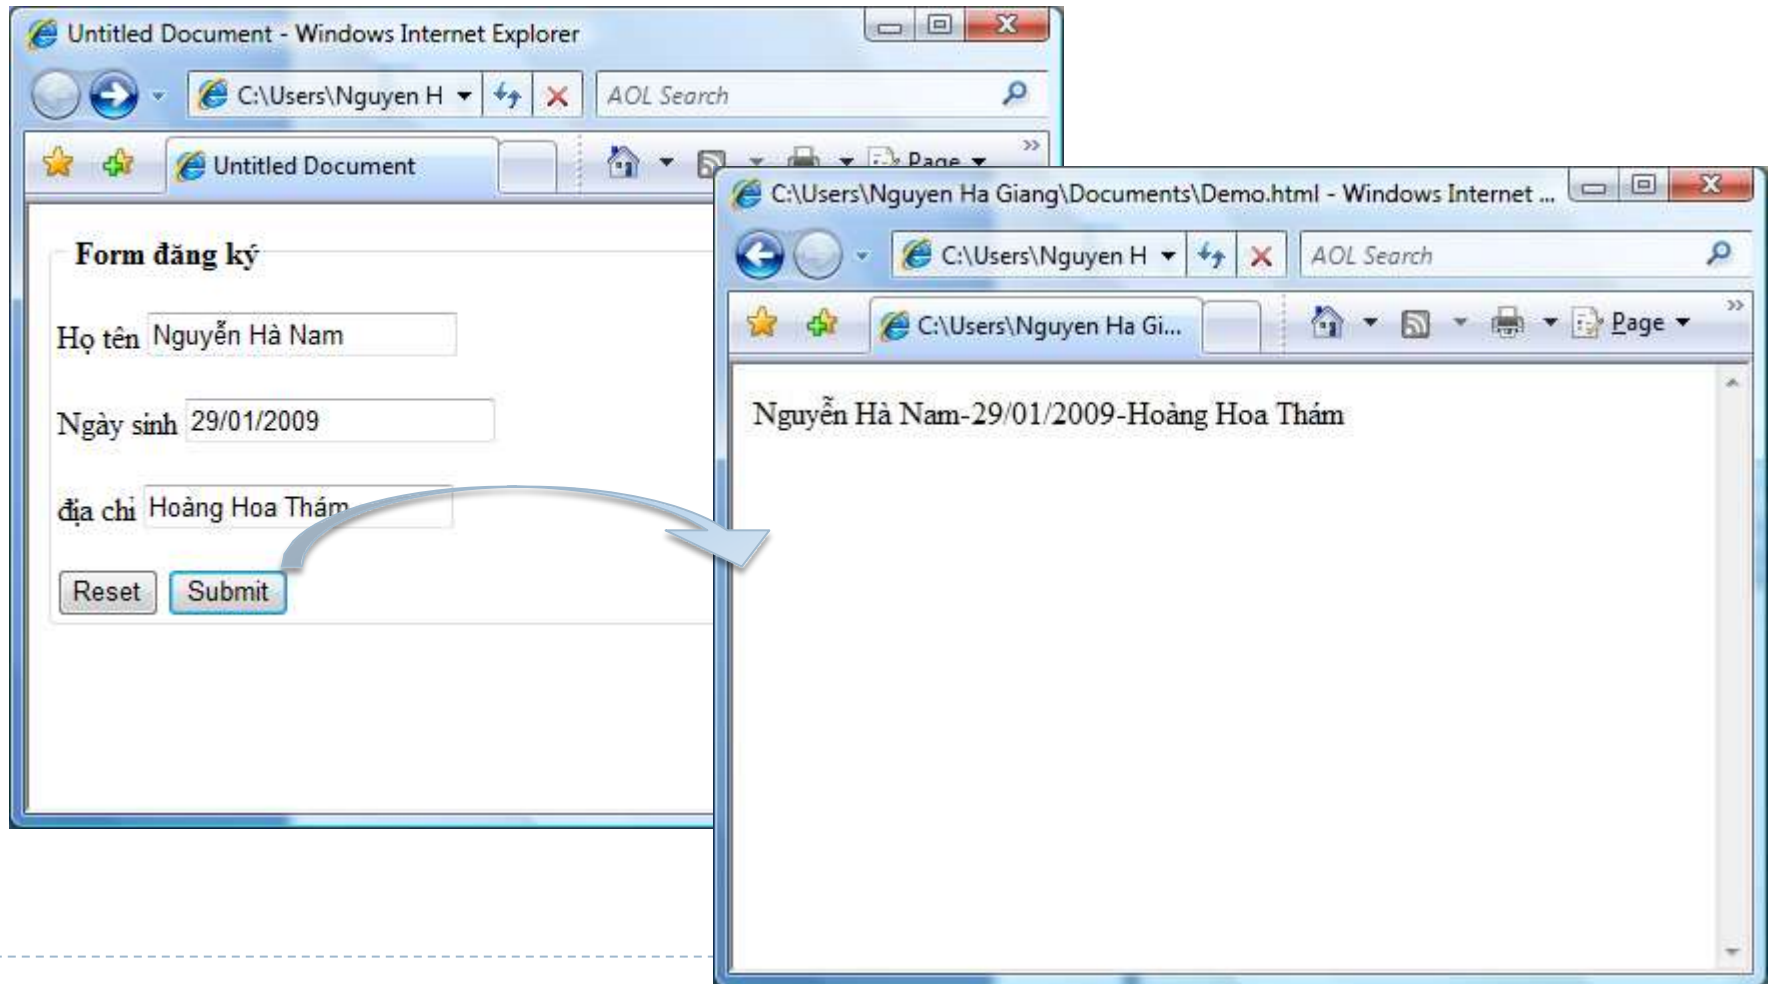 Untitled Document - Windows Internet Explorer
C:\Users\Nguyen H
AOL Search
Untitled Document
Page
Form đăng ký
Họ tên Nguyễn Hà Nam
Ngày sinh 29/01/2009
địa chỉ Hoàng Hoa Thám
Reset Submit
C:\Users\Nguyen Ha Giang\Documents\Demo.html - Windows Internet ...
C:\Users\Nguyen H
AOL Search
C:\Users\Nguyen Ha Gi...
Page
Nguyễn Hà Nam-29/01/2009-Hoàng Hoa Thám